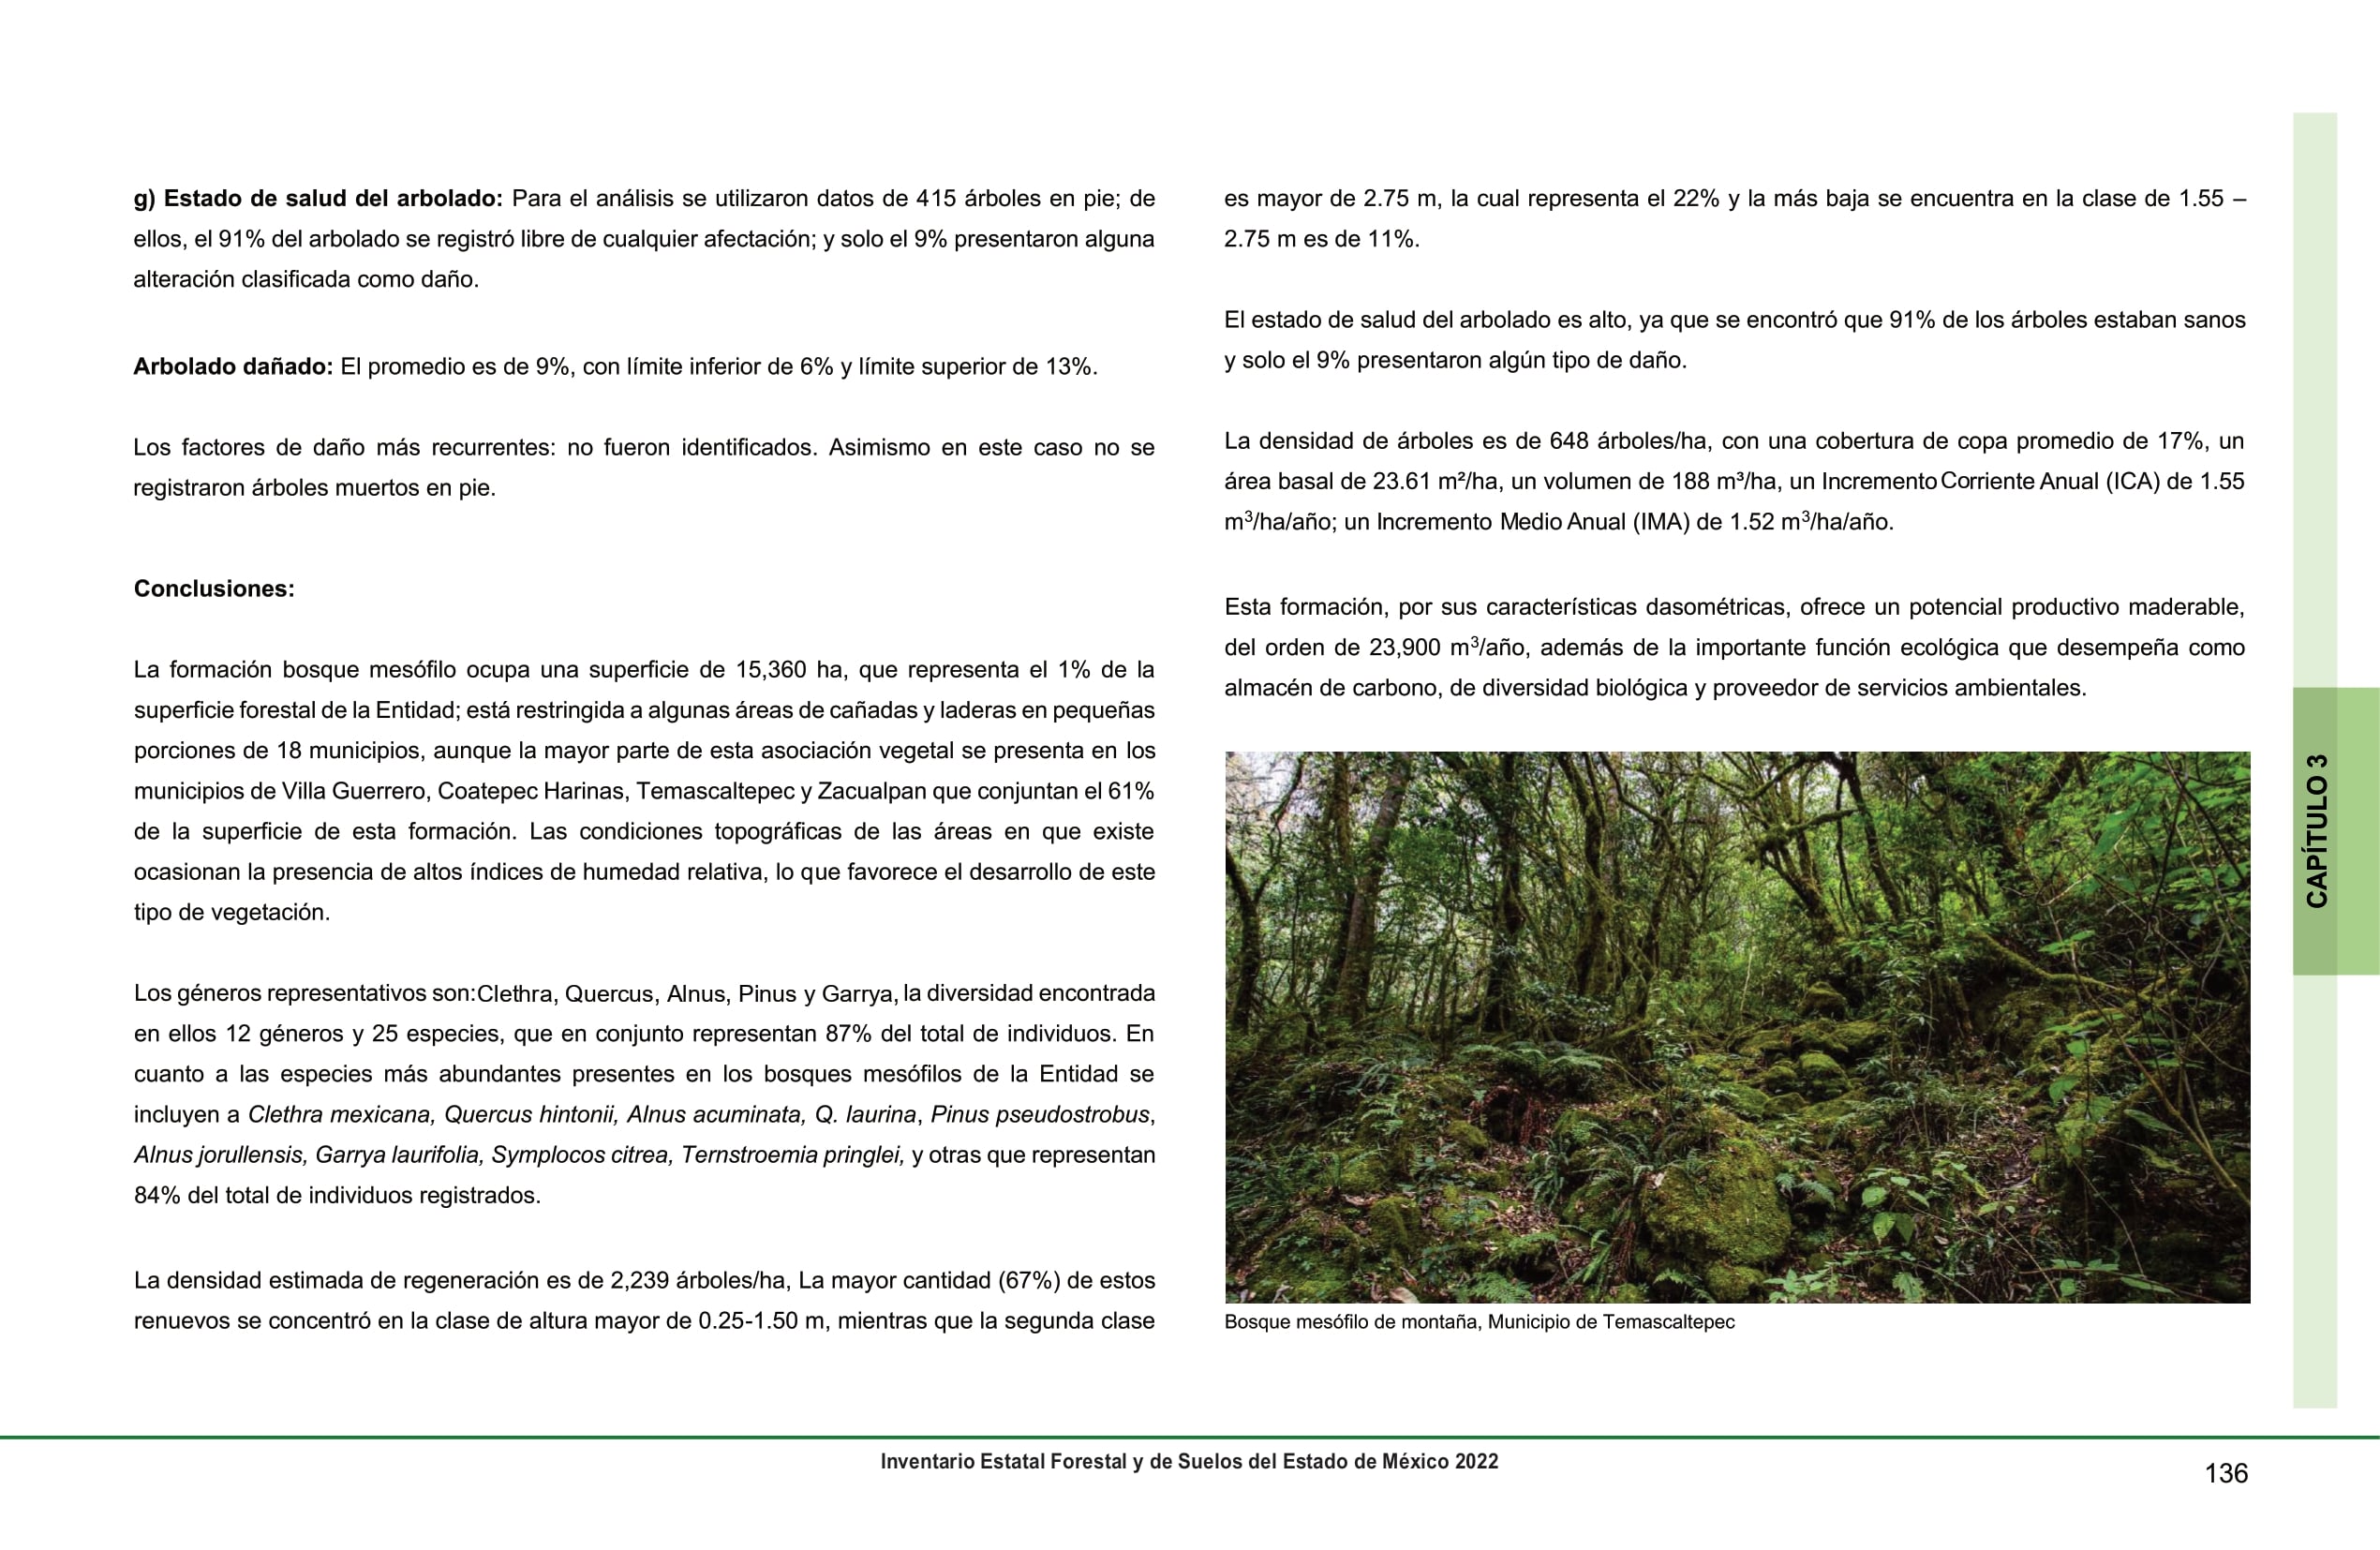 g) Estado de salud del arbolado: Para el análisis se utilizaron datos de 415 árboles en pie; de
ellos, el 91% del arbolado se registró libre de cualquier afectación; y solo el 9% presentaron alguna
alteración clasificada como daño.
Arbolado dañado: El promedio es de 9%, con límite inferior de 6% y límite superior de 13%.
Los factores de daño más recurrentes: no fueron identificados. Asimismo en este caso no se
registraron árboles muertos en pie.
Conclusiones:
La formación bosque mesófilo ocupa una superficie de 15,360 ha, que representa el 1% de la
superficie forestal de la Entidad; está restringida a algunas áreas de cañadas y laderas en pequeñas
porciones de 18 municipios, aunque la mayor parte de esta asociación vegetal se presenta en los
municipios de Villa Guerrero, Coatepec Harinas, Temascaltepec y Zacualpan que conjuntan el 61%
de la superficie de esta formación. Las condiciones topográficas de las áreas en que existe
ocasionan la presencia de altos índices de humedad relativa, lo que favorece el desarrollo de este
tipo de vegetación.
Los géneros representativos son:Clethra, Quercus, Alnus, Pinus y Garrya, la diversidad encontrada
en ellos 12 géneros y 25 especies, que en conjunto representan 87% del total de individuos. En
cuanto a las especies más abundantes presentes en los bosques mesófilos de la Entidad se
incluyen a Clethra mexicana, Quercus hintonii, Alnus acuminata, Q. laurina, Pinus pseudostrobus,
Alnus jorullensis, Garrya laurifolia, Symplocos citrea, Ternstroemia pringlei, y otras que representan
84% del total de individuos registrados.
La densidad estimada de regeneración es de 2,239 árboles/ha, La mayor cantidad (67%) de estos
renuevos se concentró en la clase de altura mayor de 0.25-1.50 m, mientras que la segunda clase
es mayor de 2.75 m, la cual representa el 22% y la más baja se encuentra en la clase de 1.55 –
2.75 m es de 11%.
El estado de salud del arbolado es alto, ya que se encontró que 91% de los árboles estaban sanos
y solo el 9% presentaron algún tipo de daño.
La densidad de árboles es de 648 árboles/ha, con una cobertura de copa promedio de 17%, un
área basal de 23.61 m²/ha, un volumen de 188 m³/ha, un Incremento Corriente Anual (ICA) de 1.55
m³/ha/año; un Incremento Medio Anual (IMA) de 1.52 m³/ha/año.
Esta formación, por sus características dasométricas, ofrece un potencial productivo maderable,
del orden de 23,900 m³/año, además de la importante función ecológica que desempeña como
almacén de carbono, de diversidad biológica y proveedor de servicios ambientales.
Bosque mesófilo de montaña, Municipio de Temascaltepec
CAPÍTULO 3
Inventario Estatal Forestal y de Suelos del Estado de México 2022
136